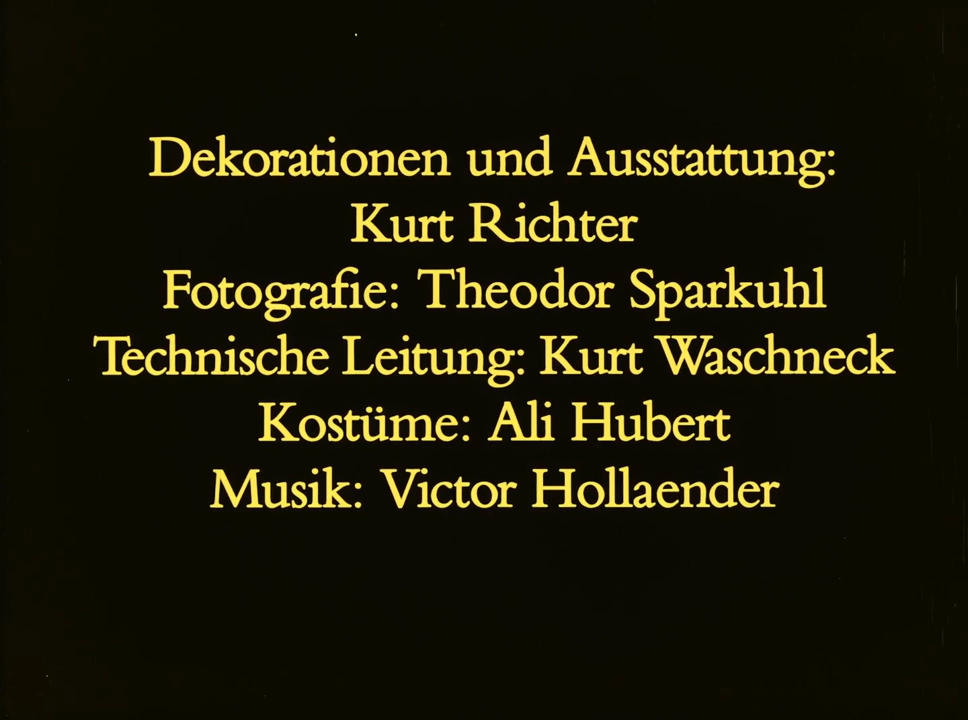 Dekorationen und Ausstattung:
Kurt Richter
Fotografie: Theodor Sparkuhl
Technische Leitung: Kurt Waschneck
Kostüme: Ali Hubert
Musik: Victor Hollaender